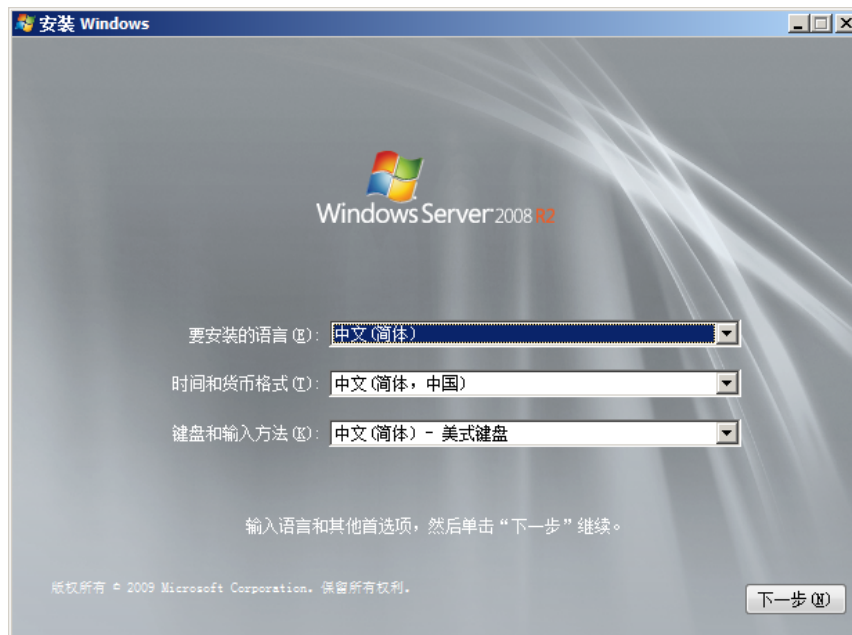 安装 Windows
Windows Server 2008 R2
要安装的语言(E): 中文(简体)
时间和货币格式(T): 中文(简体，中国)
键盘和输入方法(K): 中文(简体) - 美式键盘
输入语言和其他首选项，然后单击“下一步”继续。
版权所有 © 2009 Microsoft Corporation。保留所有权利。
下一步(N)